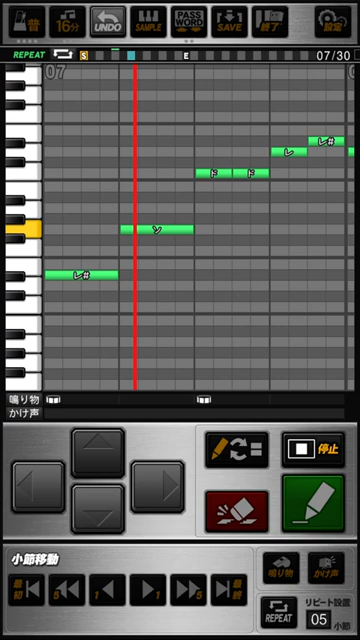 普 16分 UNDO SAMPLE PASS WORD SAVE 終了 設定
REPEAT S E 07/30
07
レ#
レ
ド ド
ソ
レ#
鳴り物
かけ声
停止
小節移動
最初 5 1 1 5 最終
鳴り物 かけ声
REPEAT リピート設置 05 小節